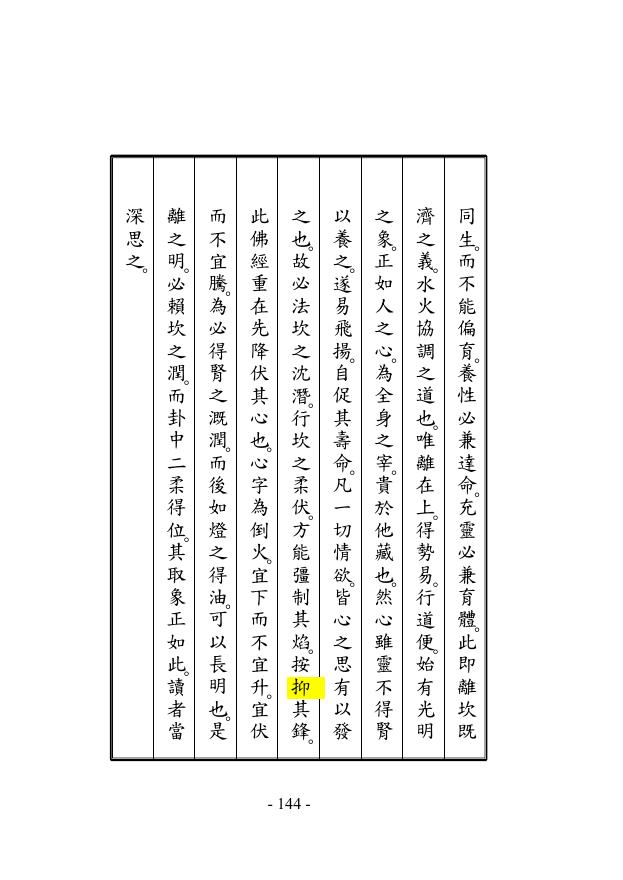 同生。而不能偏育。養性必兼達命。充靈必兼育體。此即離坎既
濟之義。水火協調之道也。唯離在上。得勢易。行道便。始有光明
之象。正如人之心。為全身之宰。貴於他藏也。然心雖靈不得腎
以養之。遂易飛揚。自促其壽命。凡一切情欲。皆心之思有以發
之也。故必法坎之沈潛。行坎之柔伏。方能彊制其焰。按抑其鋒。
此佛經重在先降伏其心也。心字為倒火。宜下而不宜升。宜伏
而不宜騰。為必得腎之溉潤。而後如燈之得油。可以長明也。是
離之明。必賴坎之潤。而卦中二柔得位。其取象正如此。讀者當
深思之。
- 144 -